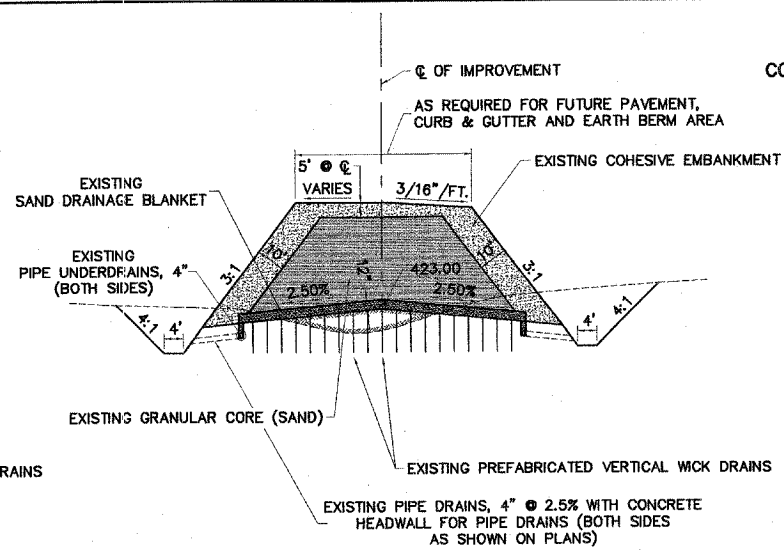 ℄ OF IMPROVEMENT
CO
AS REQUIRED FOR FUTURE PAVEMENT,
CURB & GUTTER AND EARTH BERM AREA
EXISTING COHESIVE EMBANKMENT
5' @ ℄
VARIES
3/16"/FT.
EXISTING
SAND DRAINAGE BLANKET
EXISTING
PIPE UNDERDRAINS, 4"
(BOTH SIDES)
3:1
10'
12"
423.00
10'
3:1
2.50%
2.50%
4:1
4'
4'
4:1
EXISTING GRANULAR CORE (SAND)
RAINS
EXISTING PREFABRICATED VERTICAL WICK DRAINS
EXISTING PIPE DRAINS, 4" @ 2.5% WITH CONCRETE
HEADWALL FOR PIPE DRAINS (BOTH SIDES
AS SHOWN ON PLANS)